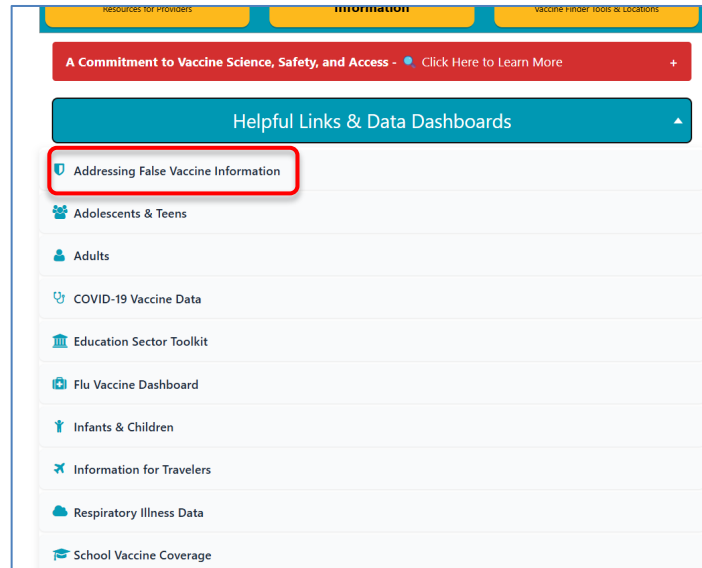 Resources for Providers
Information
Vaccine Finder Tools & Locations
A Commitment to Vaccine Science, Safety, and Access - Click Here to Learn More +
Helpful Links & Data Dashboards
Addressing False Vaccine Information
Adolescents & Teens
Adults
COVID-19 Vaccine Data
Education Sector Toolkit
Flu Vaccine Dashboard
Infants & Children
Information for Travelers
Respiratory Illness Data
School Vaccine Coverage